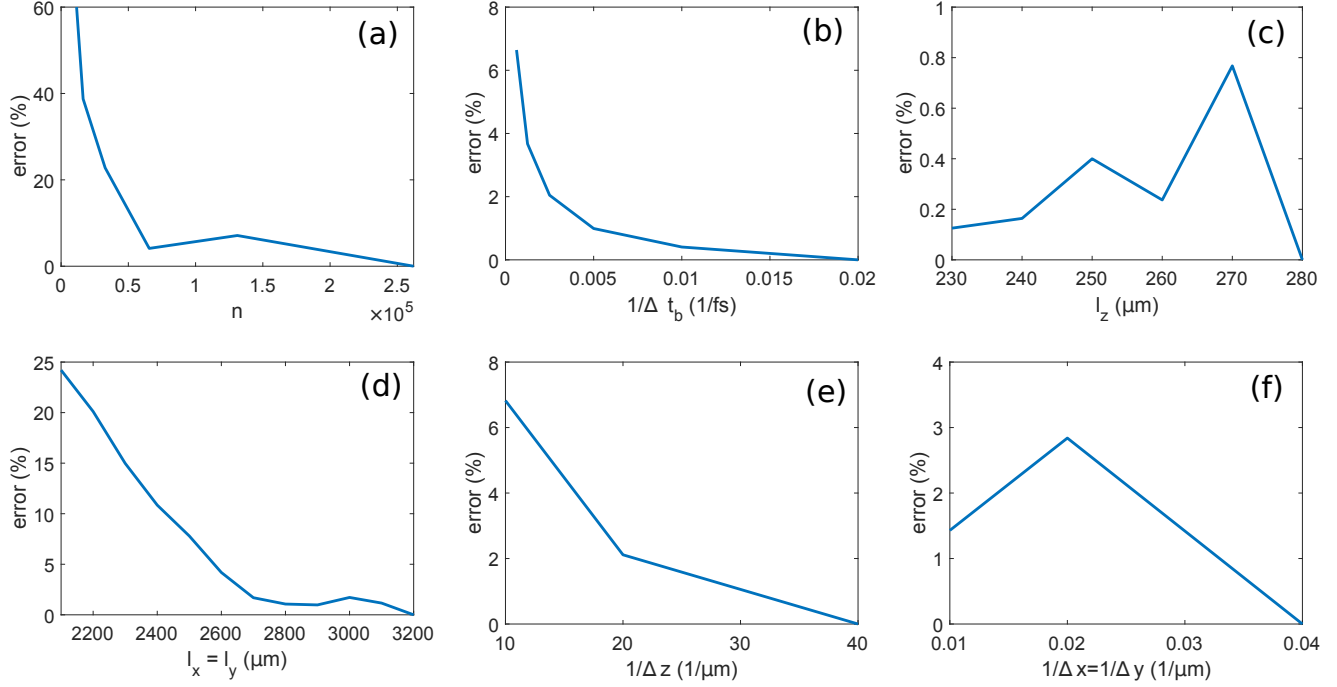 (a)
error (%)
60
40
20
0
0 0.5 1 1.5 2 2.5
×10⁵
n
(b)
error (%)
8
6
4
2
0
0 0.005 0.01 0.015 0.02
1/Δ t_b (1/fs)
(c)
error (%)
1
0.8
0.6
0.4
0.2
0
230 240 250 260 270 280
l_z (μm)
(d)
error (%)
25
20
15
10
5
0
2200 2400 2600 2800 3000 3200
l_x = l_y (μm)
(e)
error (%)
8
6
4
2
0
10 20 30 40
1/Δ z (1/μm)
(f)
error (%)
4
3
2
1
0
0.01 0.02 0.03 0.04
1/Δ x=1/Δ y (1/μm)